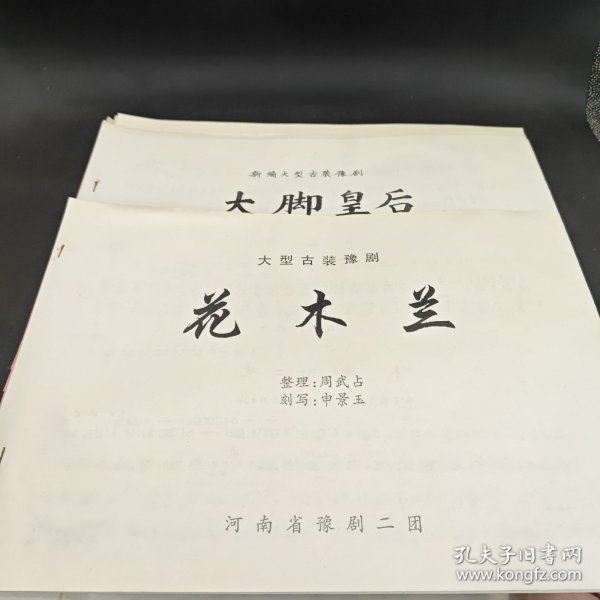 新编大型古装豫剧
大脚皇后
大型古装豫剧
花木兰
整理:周武占
刻写:申景玉
河南省豫剧二团
孔夫子旧书网
www.kongfz.com